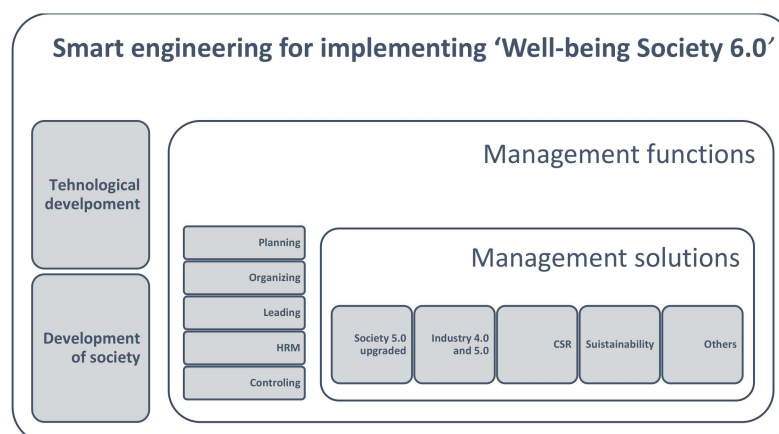 Smart engineering for implementing ‘Well-being Society 6.0’
Tehnological
develpoment
Development
of society
Management functions
Planning
Organizing
Leading
HRM
Controling
Management solutions
Society 5.0
upgraded
Industry 4.0
and 5.0
CSR
Suistainability
Others